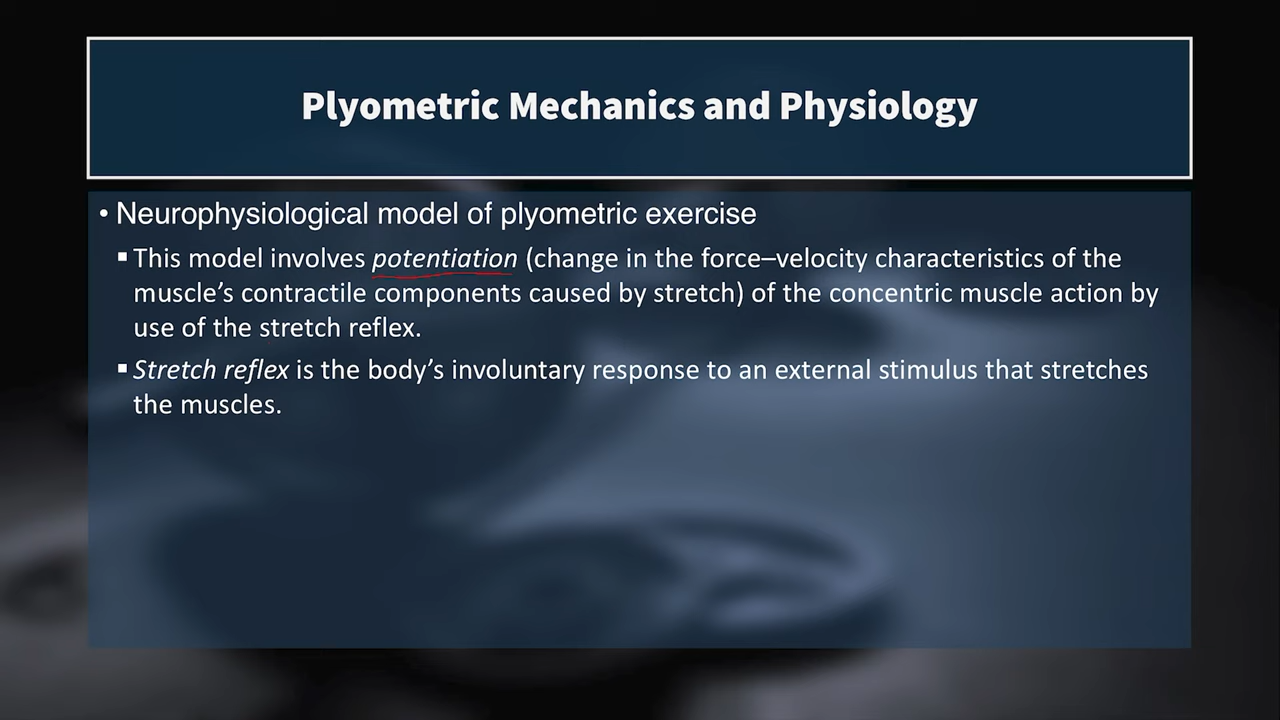 Plyometric Mechanics and Physiology
• Neurophysiological model of plyometric exercise
▪ This model involves potentiation (change in the force–velocity characteristics of the
muscle’s contractile components caused by stretch) of the concentric muscle action by
use of the stretch reflex.
▪ Stretch reflex is the body’s involuntary response to an external stimulus that stretches
the muscles.